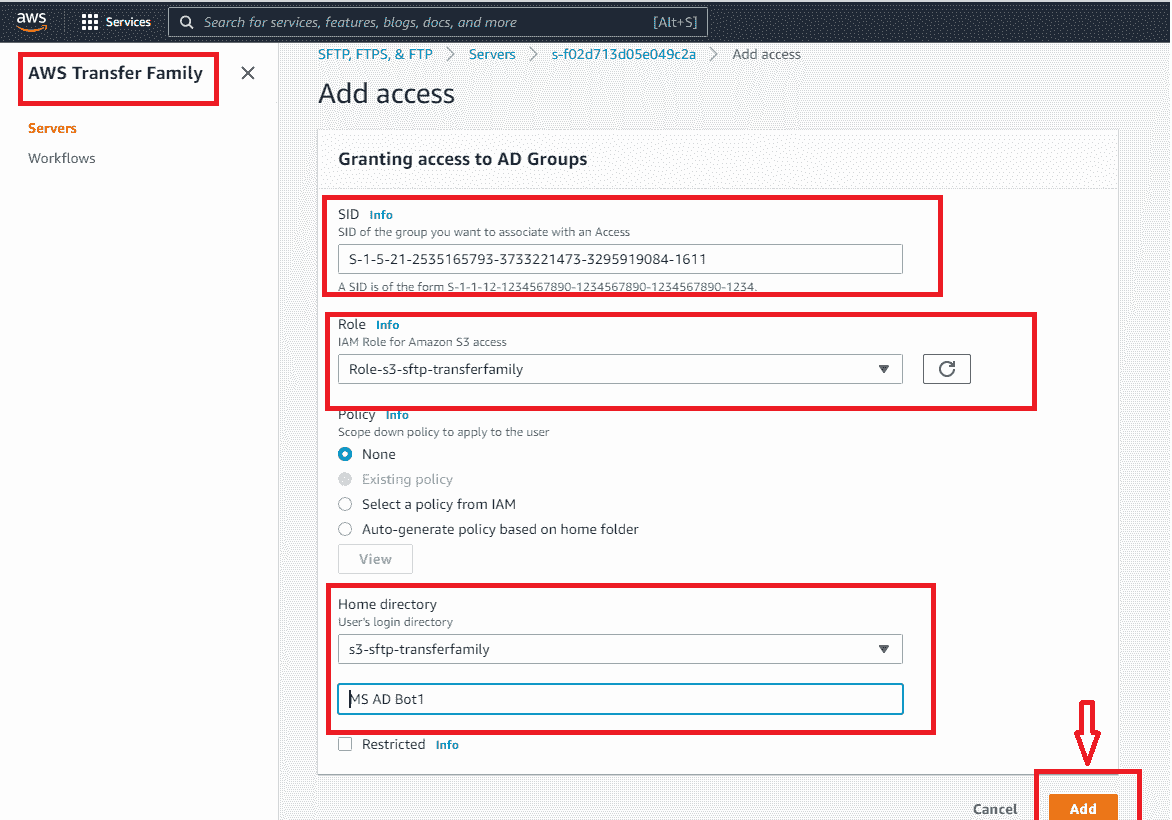 aws
Services
Search for services, features, blogs, docs, and more [Alt+S]
AWS Transfer Family
Servers
Workflows
SFTP, FTPS, & FTP > Servers > s-f02d713d05e049c2a > Add access
Add access
Granting access to AD Groups
SID Info
SID of the group you want to associate with an Access
S-1-5-21-2535165793-3733221473-3295919084-1611
A SID is of the form S-1-1-12-1234567890-1234567890-1234567890-1234.
Role Info
IAM Role for Amazon S3 access
Role-s3-sftp-transferfamily
Policy Info
Scope down policy to apply to the user
None
Existing policy
Select a policy from IAM
Auto-generate policy based on home folder
View
Home directory
User's login directory
s3-sftp-transferfamily
MS AD Bot1
Restricted Info
Cancel Add